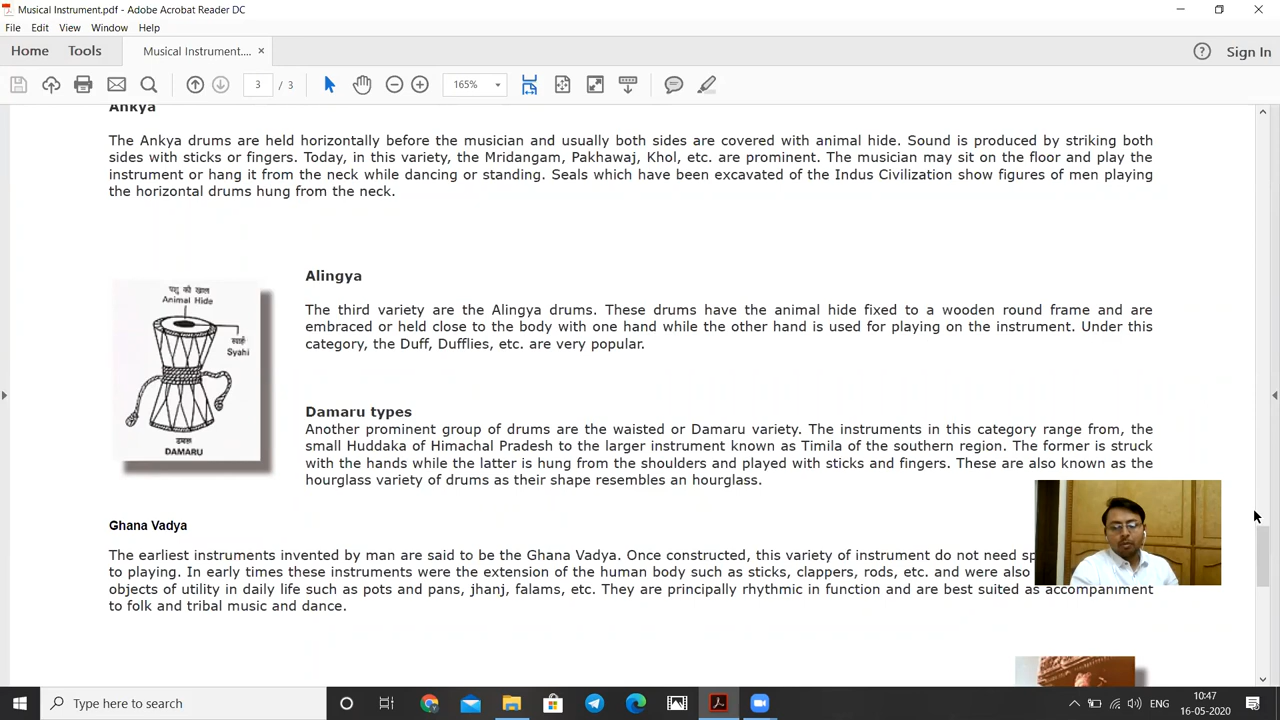 Musical Instrument.pdf - Adobe Acrobat Reader DC
File Edit View Window Help
Home Tools Musical Instrument.... × Sign In
3 / 3 165%
Ankya
The Ankya drums are held horizontally before the musician and usually both sides are covered with animal hide. Sound is produced by striking both
sides with sticks or fingers. Today, in this variety, the Mridangam, Pakhawaj, Khol, etc. are prominent. The musician may sit on the floor and play the
instrument or hang it from the neck while dancing or standing. Seals which have been excavated of the Indus Civilization show figures of men playing
the horizontal drums hung from the neck.
पशु की खाल
Animal Hide
स्याही
Syahi
डमरू
DAMARU
Alingya
The third variety are the Alingya drums. These drums have the animal hide fixed to a wooden round frame and are
embraced or held close to the body with one hand while the other hand is used for playing on the instrument. Under this
category, the Duff, Dufflies, etc. are very popular.
Damaru types
Another prominent group of drums are the waisted or Damaru variety. The instruments in this category range from, the
small Huddaka of Himachal Pradesh to the larger instrument known as Timila of the southern region. The former is struck
with the hands while the latter is hung from the shoulders and played with sticks and fingers. These are also known as the
hourglass variety of drums as their shape resembles an hourglass.
Ghana Vadya
The earliest instruments invented by man are said to be the Ghana Vadya. Once constructed, this variety of instrument do not need
to playing. In early times these instruments were the extension of the human body such as sticks, clappers, rods, etc. and were also
objects of utility in daily life such as pots and pans, jhanj, falams, etc. They are principally rhythmic in function and are best suited as accompaniment
to folk and tribal music and dance.
Type here to search
ENG
10:47
16-05-2020